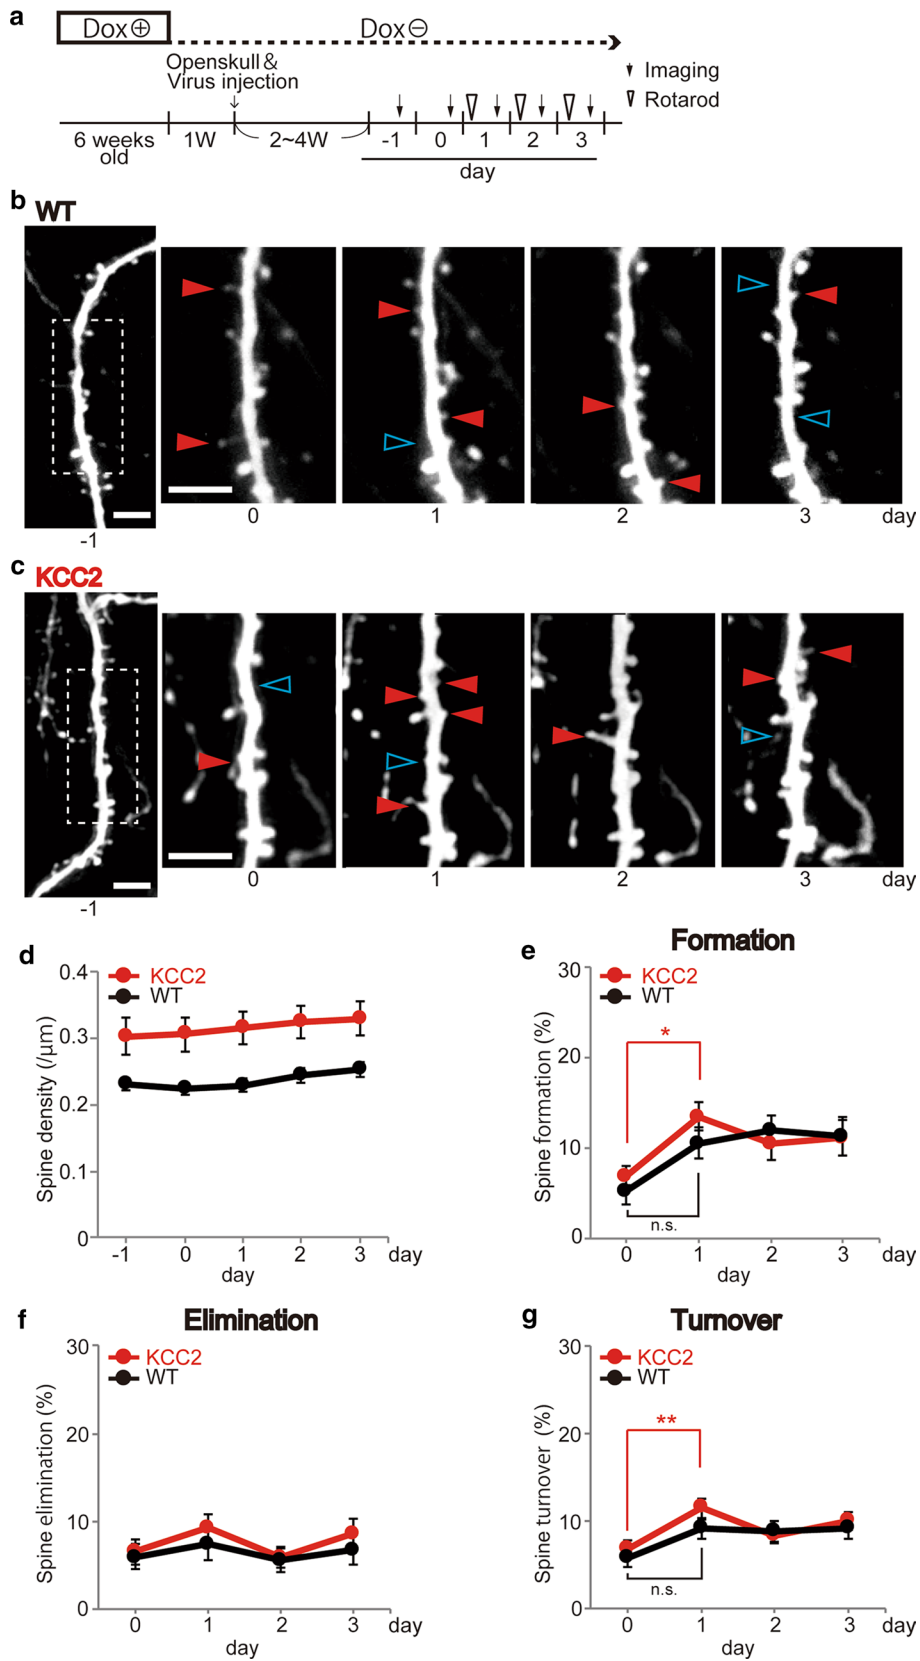 a
Dox⊕
Dox⊖
Openskull &
Virus injection
Imaging
Rotarod
6 weeks
old
1W
2~4W
-1
0
1
2
3
day
b
WT
-1
0
1
2
3
day
c
KCC2
-1
0
1
2
3
day
d
KCC2
WT
Spine density (/μm)
0.4
0.3
0.2
0.1
0
-1
0
1
2
3
day
day
e
Formation
KCC2
WT
Spine formation (%)
30
20
10
0
*
n.s.
0
1
2
3
day
day
f
Elimination
KCC2
WT
Spine elimination (%)
30
20
10
0
0
1
2
3
day
day
g
Turnover
KCC2
WT
Spine turnover (%)
30
20
10
0
**
n.s.
0
1
2
3
day
day